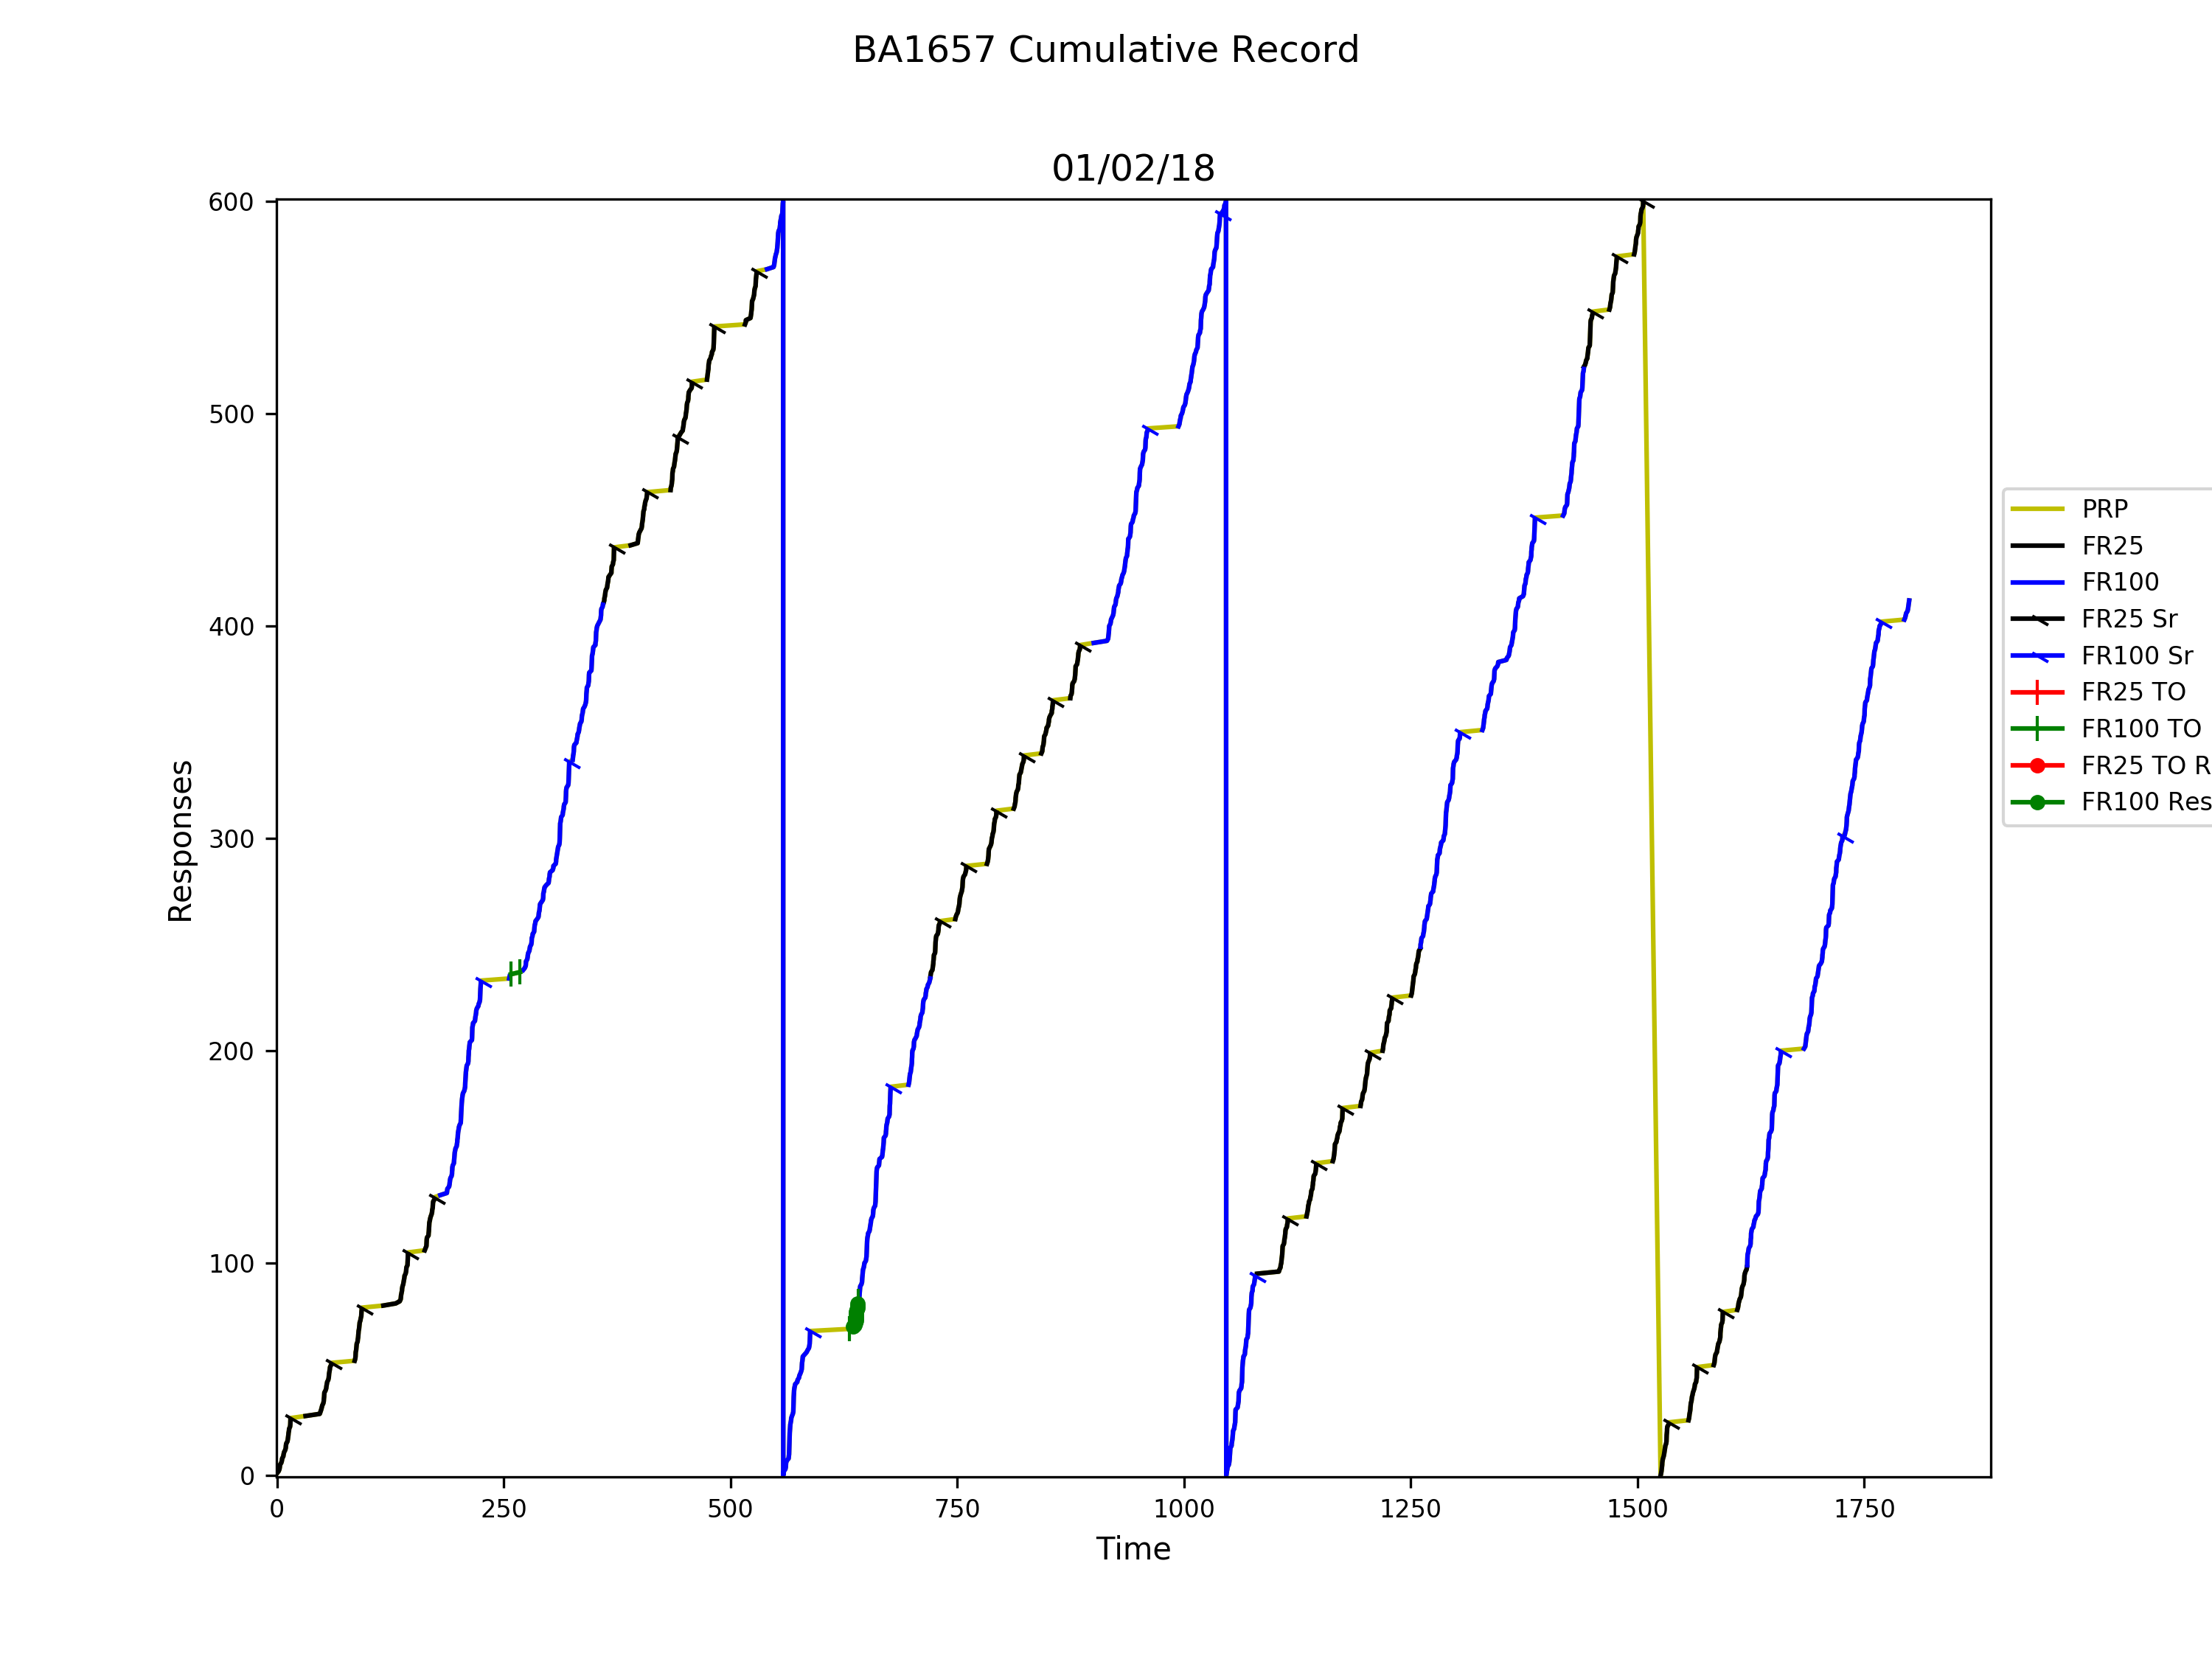 BA1657 Cumulative Record
01/02/18
600
500
400
300
200
100
0
Responses
0 250 500 750 1000 1250 1500 1750
Time
PRP
FR25
FR100
FR25 Sr
FR100 Sr
FR25 TO
FR100 TO
FR25 TO R
FR100 Res